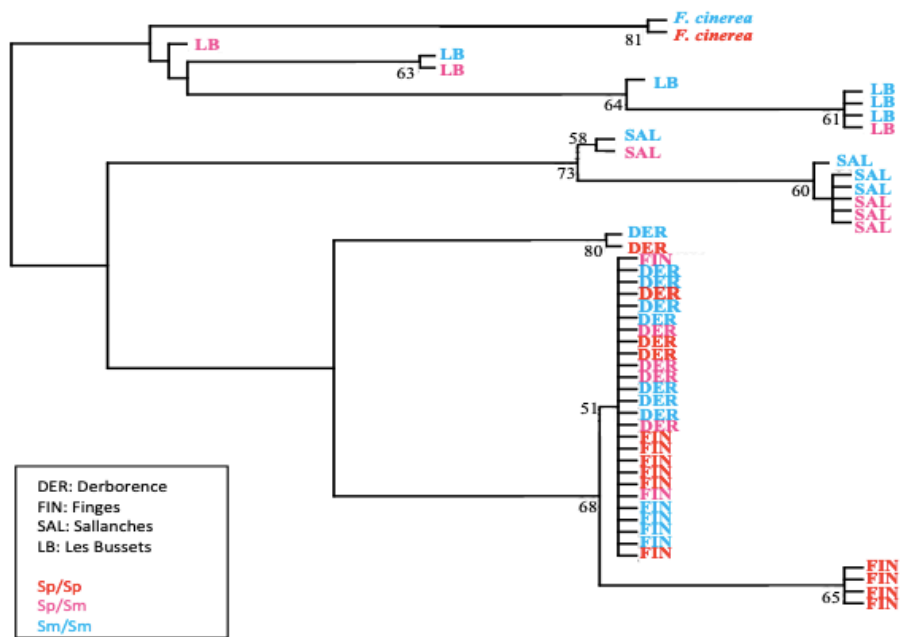 F. cinerea
81
F. cinerea
LB
LB
63
LB
LB
64
LB
LB
LB
61
LB
58
SAL
SAL
73
SAL
SAL
60
SAL
SAL
SAL
SAL
DER
80
DER
FIN
DER
DER
DER
DER
DER
DER
DER
DER
DER
DER
DER
DER
51
DER
DER
FIN
FIN
FIN
FIN
FIN
FIN
68
FIN
FIN
FIN
FIN
FIN
FIN
FIN
65
FIN
FIN
DER: Derborence
FIN: Finges
SAL: Sallanches
LB: Les Bussets
Sp/Sp
Sp/Sm
Sm/Sm